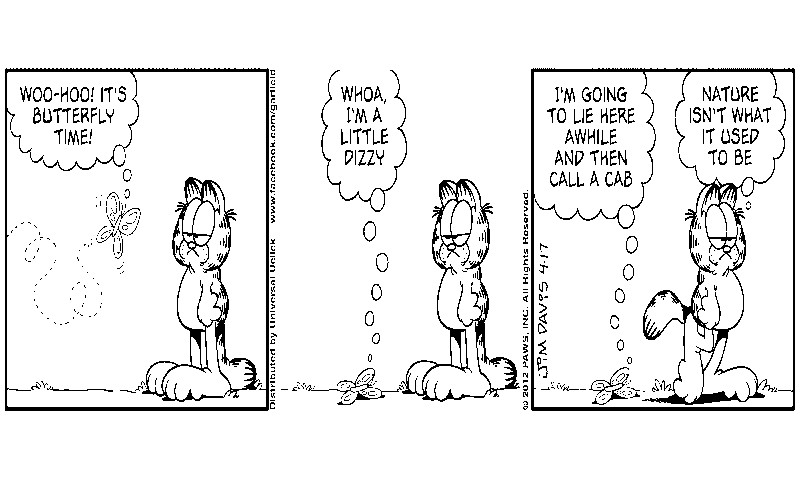 WOO-HOO! IT'S
BUTTERFLY
TIME!
www.facebook.com/garfield
Distributed by Universal Uclick
WHOA,
I'M A
LITTLE
DIZZY
© 2012 PAWS, INC. All Rights Reserved.
JIM DAVIS 4.17
I'M GOING
TO LIE HERE
AWHILE
AND THEN
CALL A CAB
NATURE
ISN'T WHAT
IT USED
TO BE